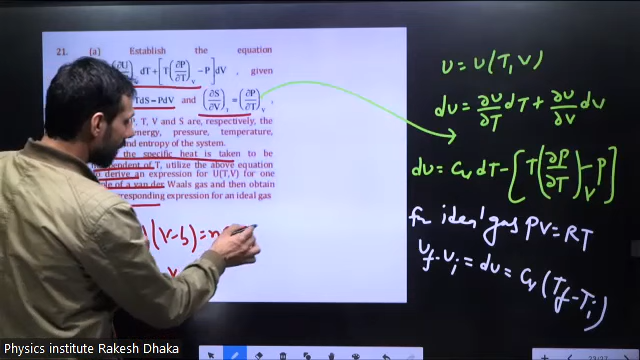 21. (a) Establish the equation
(∂U/ dT + [T(∂P/∂T)_V − P]dV , given
TdS − PdV and (∂S/∂V)_T = (∂P/∂T)_V ,
T, V and S are, respectively, the
energy, pressure, temperature,
and entropy of the system.
the specific heat is taken to be
independent of T, utilize the above equation
to derive an expression for U(T,V) for one
mole of a van der Waals gas and then obtain
corresponding expression for an ideal gas
(V−b) = n
U = U(T, V)
dU = ∂U/∂T dT + ∂U/∂V dV
dU = C_V dT − [T(∂P/∂T)_V − P]
for ideal gas PV = RT
U_f − U_i = dU = C_V (T_f − T_i)
Physics institute Rakesh Dhaka